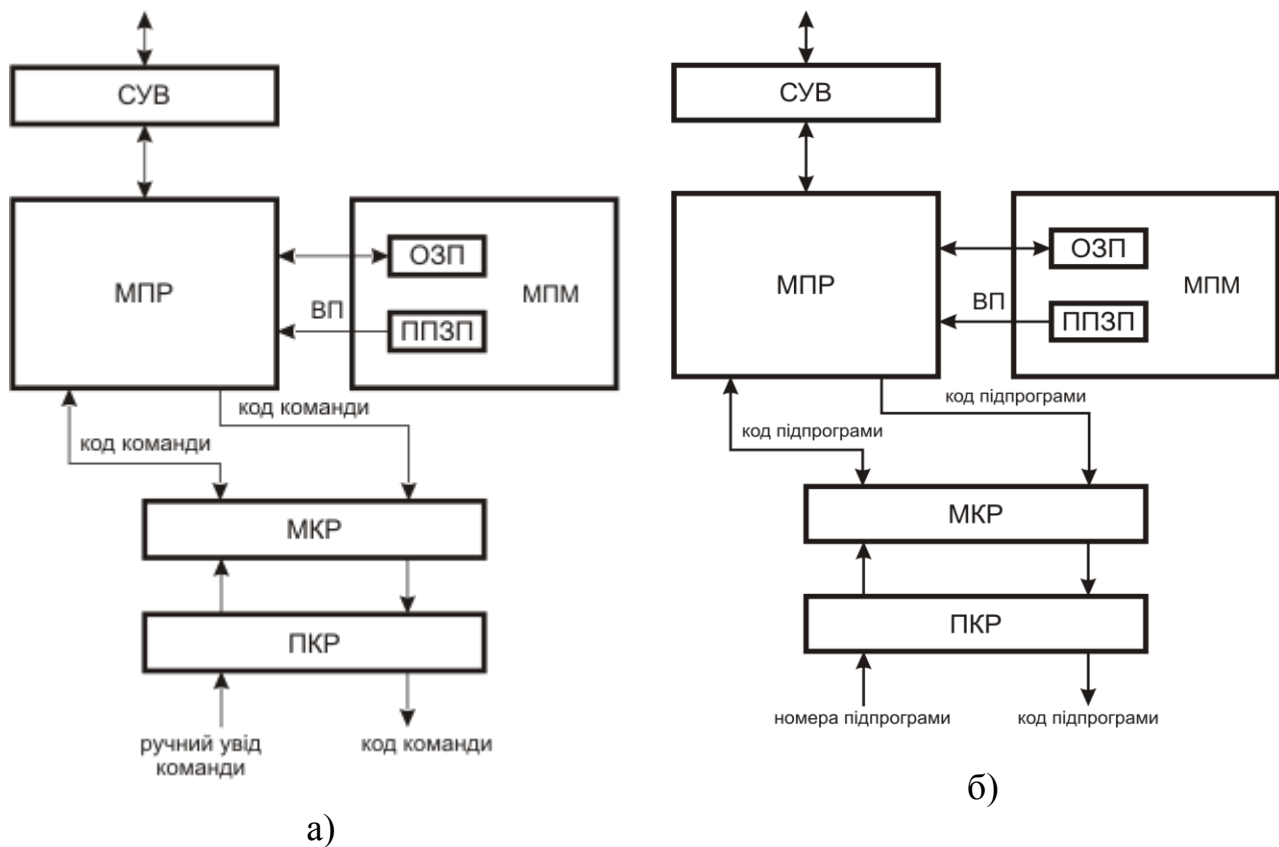 СУВ
МПР
ОЗП
МПМ
ВП
ППЗП
код команди
код команди
МКР
ПКР
ручний увід
команди
код команди
а)
СУВ
МПР
ОЗП
МПМ
ВП
ППЗП
код підпрограми
код підпрограми
МКР
ПКР
номера підпрограми
код підпрограми
б)